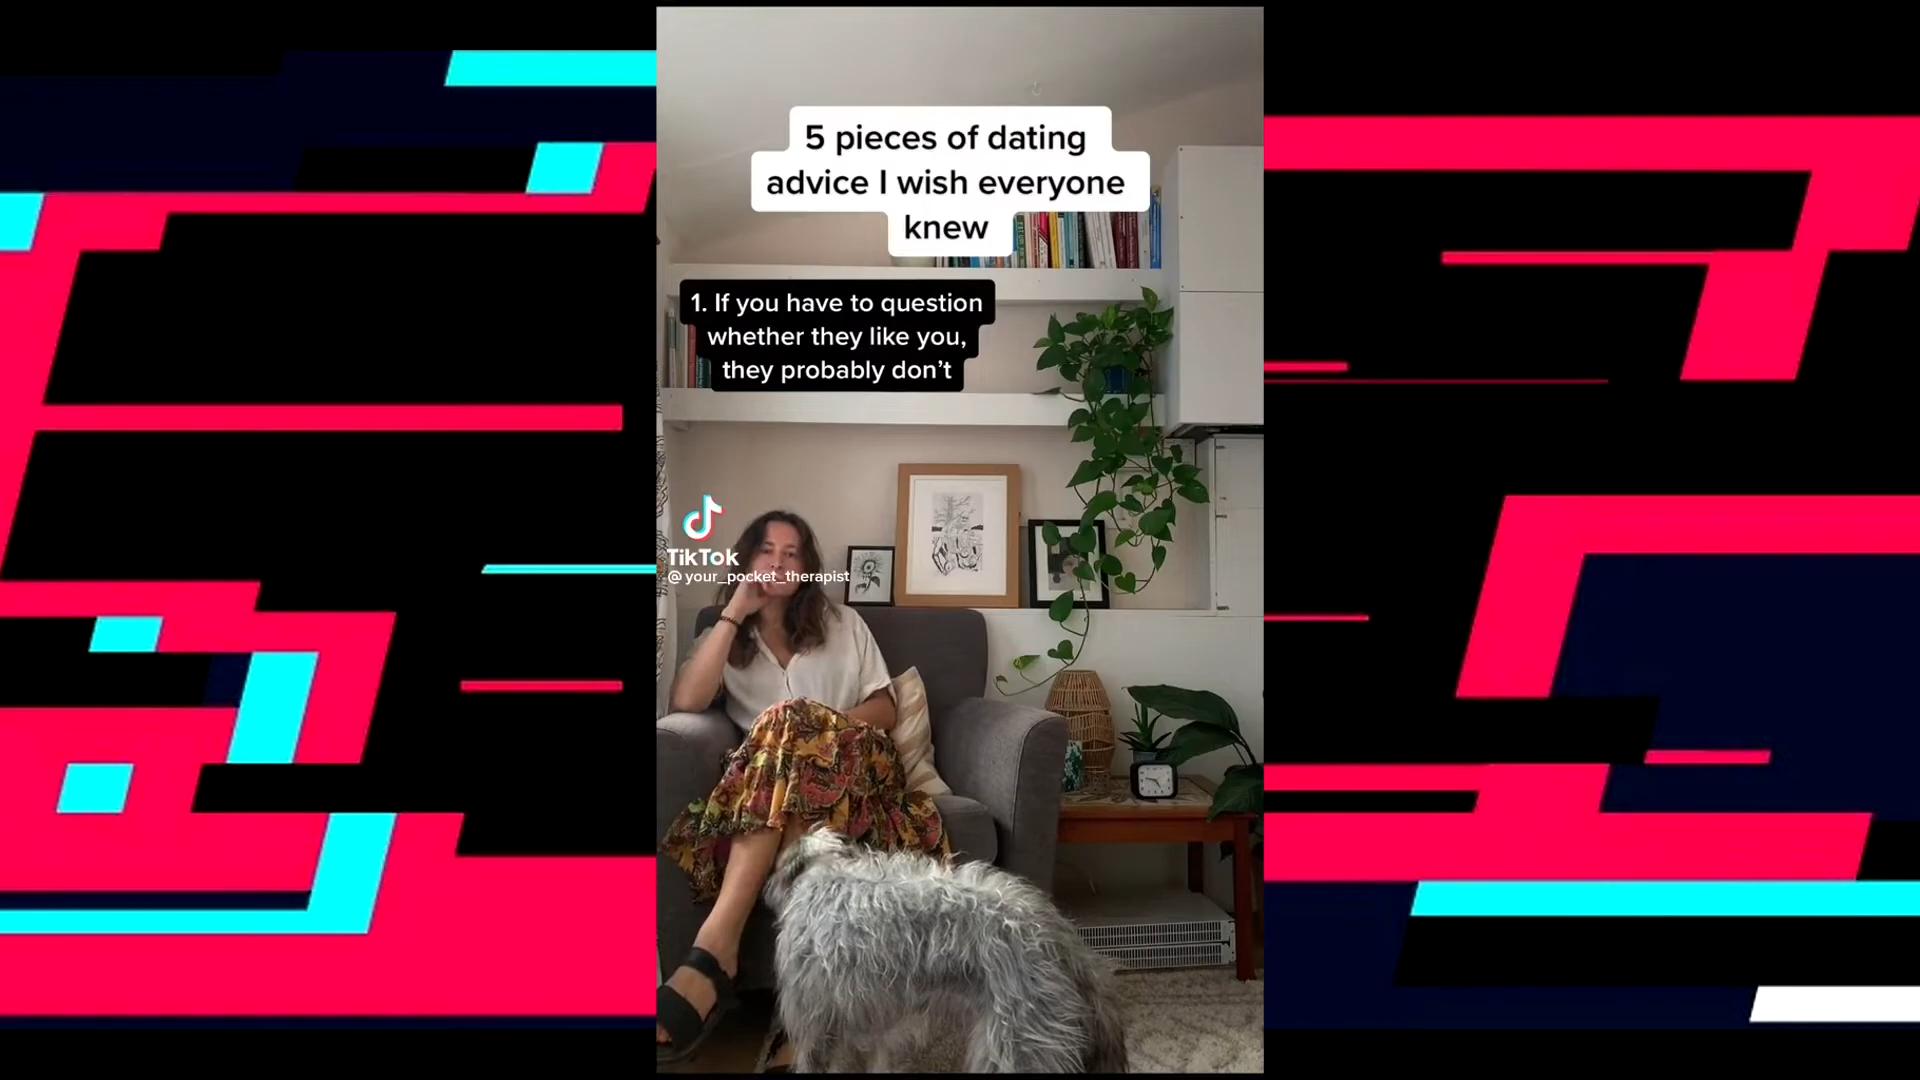 5 pieces of dating
advice I wish everyone
knew
1. If you have to question
whether they like you,
they probably don’t
TikTok
@your_pocket_therapist